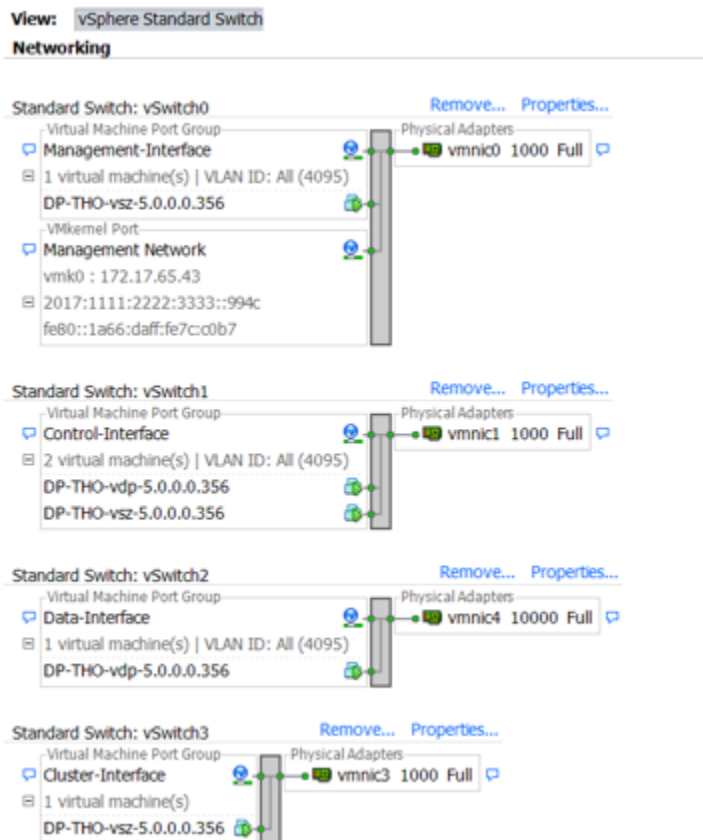 View: vSphere Standard Switch
Networking
Standard Switch: vSwitch0 Remove... Properties...
Virtual Machine Port Group Physical Adapters
Management-Interface vmnic0 1000 Full
1 virtual machine(s) | VLAN ID: All (4095)
DP-THO-vsz-5.0.0.0.356
VMkernel Port
Management Network
vmk0 : 172.17.65.43
2017:1111:2222:3333::994c
fe80::1a66:daff:fe7c:c0b7
Standard Switch: vSwitch1 Remove... Properties...
Virtual Machine Port Group Physical Adapters
Control-Interface vmnic1 1000 Full
2 virtual machine(s) | VLAN ID: All (4095)
DP-THO-vdp-5.0.0.0.356
DP-THO-vsz-5.0.0.0.356
Standard Switch: vSwitch2 Remove... Properties...
Virtual Machine Port Group Physical Adapters
Data-Interface vmnic4 10000 Full
1 virtual machine(s) | VLAN ID: All (4095)
DP-THO-vdp-5.0.0.0.356
Standard Switch: vSwitch3 Remove... Properties...
Virtual Machine Port Group Physical Adapters
Cluster-Interface vmnic3 1000 Full
1 virtual machine(s)
DP-THO-vsz-5.0.0.0.356